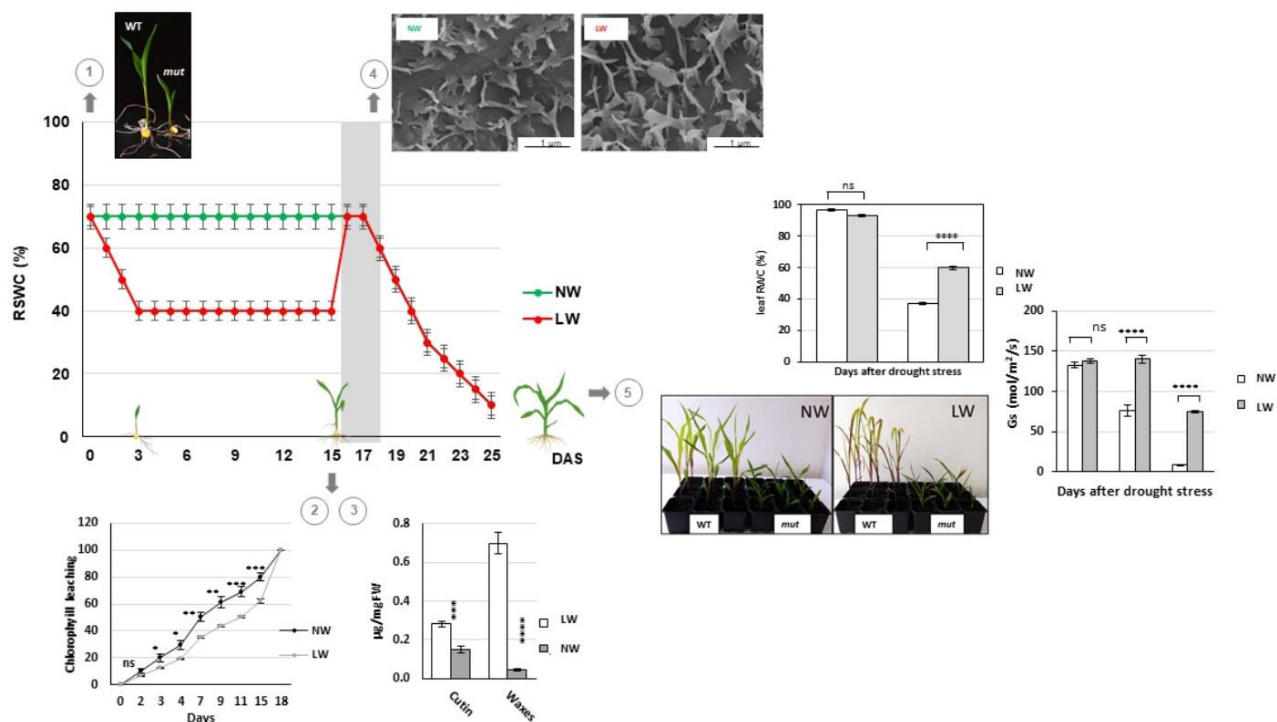 WT
mut
1
4
NW
LW
1 µm
1 µm
RSWC (%)
100
80
60
40
20
0
0 3 6 9 12 15 17 19 21 23 25
DAS
NW
LW
5
2 3
Chlorophyill leaching
120
100
80
60
40
20
0
ns
*
*
**
**
***
***
0 2 3 4 7 9 11 15 18
Days
NW
LW
µg/mgFW
0.8
0.6
0.4
0.2
0.0
***
****
Cutin
Waxes
LW
NW
leaf RWC (%)
100
80
60
40
20
0
ns
****
Days after drought stress
NW
LW
NW
LW
WT
mut
WT
mut
Gs (mol/m²/s)
200
150
100
50
0
ns
****
****
Days after drought stress
NW
LW